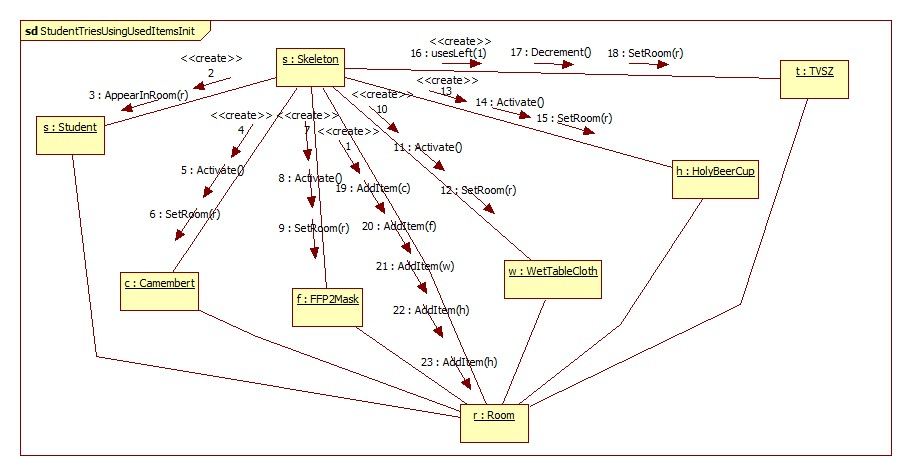 sd StudentTriesUsingUsedItemsInit
<<create>>
16 : usesLeft(1)
17 : Decrement()
18 : SetRoom(r)
s : Skeleton
t : TVSZ
<<create>>
2
3 : AppearInRoom(r)
<<create>>
13
14 : Activate()
15 : SetRoom(r)
s : Student
<<create>>
4
<<create>>
7
<<create>>
1
<<create>>
10
11 : Activate()
5 : Activate()
8 : Activate()
19 : AddItem(c)
12 : SetRoom(r)
h : HolyBeerCup
6 : SetRoom(r)
9 : SetRoom(r)
20 : AddItem(f)
21 : AddItem(w)
c : Camembert
f : FFP2Mask
w : WetTableCloth
22 : AddItem(h)
23 : AddItem(h)
r : Room